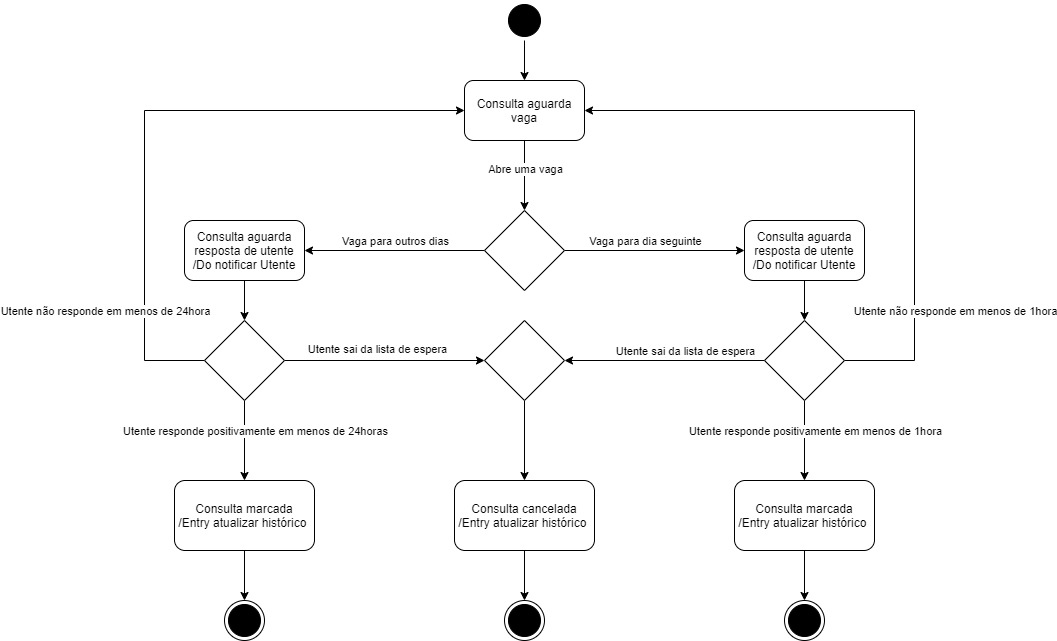 Consulta aguarda
vaga
Abre uma vaga
Vaga para outros dias
Vaga para dia seguinte
Consulta aguarda
resposta de utente
/Do notificar Utente
Consulta aguarda
resposta de utente
/Do notificar Utente
Utente não responde em menos de 24hora
Utente não responde em menos de 1hora
Utente sai da lista de espera
Utente sai da lista de espera
Utente responde positivamente em menos de 24horas
Utente responde positivamente em menos de 1hora
Consulta marcada
/Entry atualizar histórico
Consulta cancelada
/Entry atualizar histórico
Consulta marcada
/Entry atualizar histórico